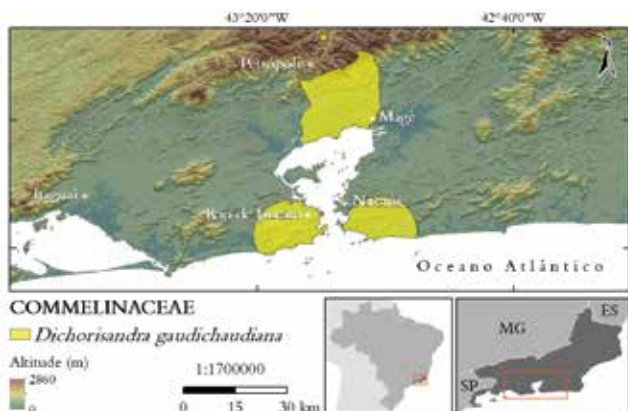 43°20'0"W 42°40'0"W
Petrópolis
Magé
Itaguaí
Rio de Janeiro
Niterói
Oceano Atlântico
COMMELINACEAE
Dichorisandra gaudichaudiana
Altitude (m)
2860
0
1:1700000
0 15 30 km
MG
ES
SP